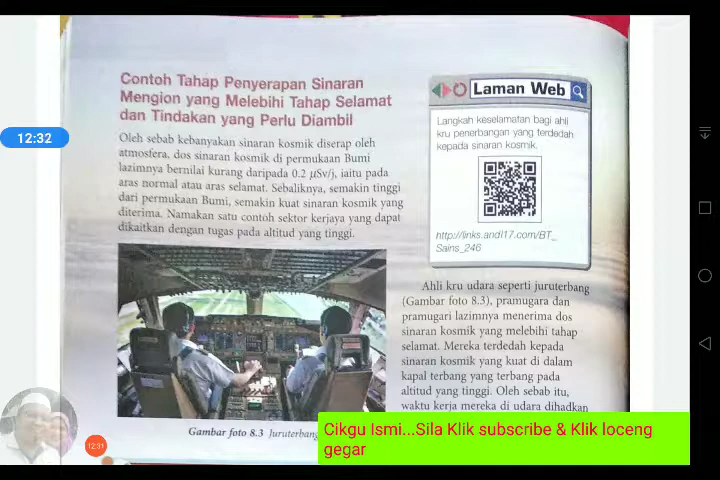 Contoh Tahap Penyerapan Sinaran
Mengion yang Melebihi Tahap Selamat
dan Tindakan yang Perlu Diambil
Oleh sebab kebanyakan sinaran kosmik diserap oleh
atmosfera, dos sinaran kosmik di permukaan Bumi
lazimnya bernilai kurang daripada 0.2 μSv/j, iaitu pada
aras normal atau aras selamat. Sebaliknya, semakin tinggi
dari permukaan Bumi, semakin kuat sinaran kosmik yang
diterima. Namakan satu contoh sektor kerjaya yang dapat
dikaitkan dengan tugas pada altitud yang tinggi.
Gambar foto 8.3 Juruterbang
Laman Web
Langkah keselamatan bagi ahli
kru penerbangan yang terdedah
kepada sinaran kosmik.
http://links.andl17.com/BT_
Sains_246
Ahli kru udara seperti juruterbang
(Gambar foto 8.3), pramugara dan
pramugari lazimnya menerima dos
sinaran kosmik yang melebihi tahap
selamat. Mereka terdedah kepada
sinaran kosmik yang kuat di dalam
kapal terbang yang terbang pada
altitud yang tinggi. Oleh sebab itu,
waktu kerja mereka di udara dihadkan
12:32
12:31
Cikgu Ismi...Sila Klik subscribe & Klik loceng
gegar